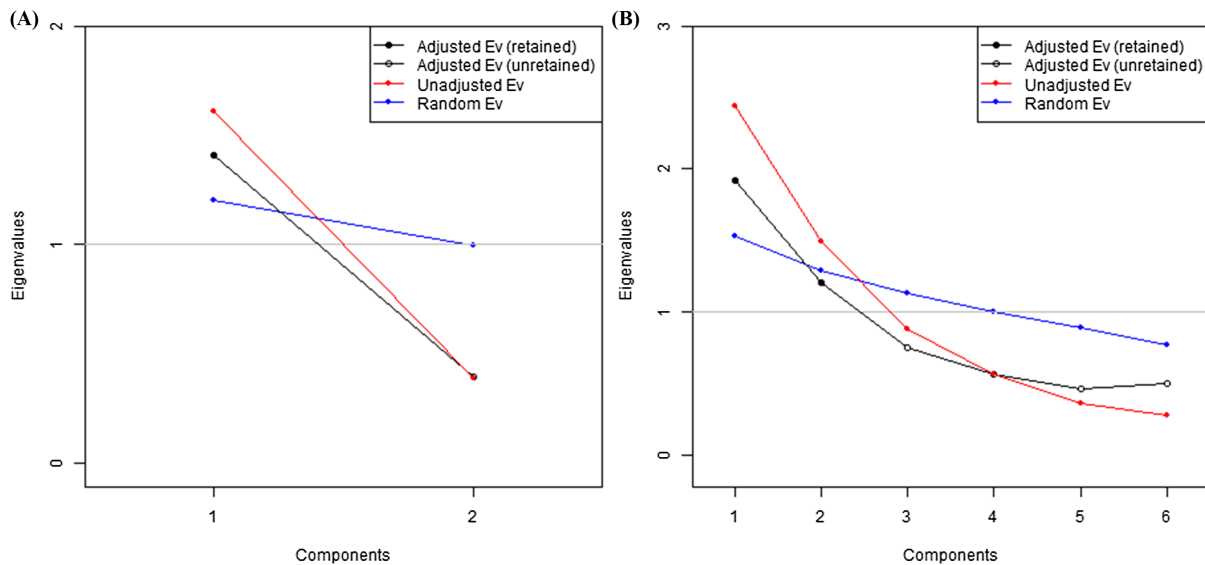 (A)
2
1
0
Eigenvalues
Adjusted Ev (retained)
Adjusted Ev (unretained)
Unadjusted Ev
Random Ev
1 2
Components
(B)
3
2
1
0
Eigenvalues
Adjusted Ev (retained)
Adjusted Ev (unretained)
Unadjusted Ev
Random Ev
1 2 3 4 5 6
Components